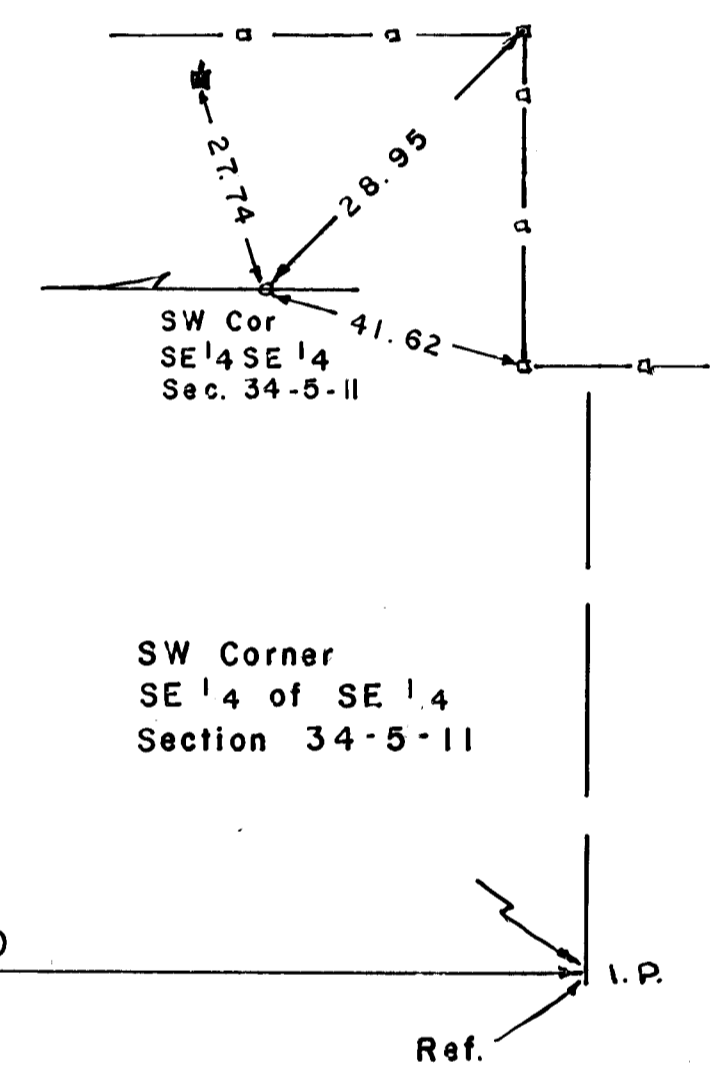 27.74
28.95
41.62
SW Cor
SE 1/4 SE 1/4
Sec. 34-5-11
SW Corner
SE 1/4 of SE 1/4
Section 34-5-11
I.P.
Ref.